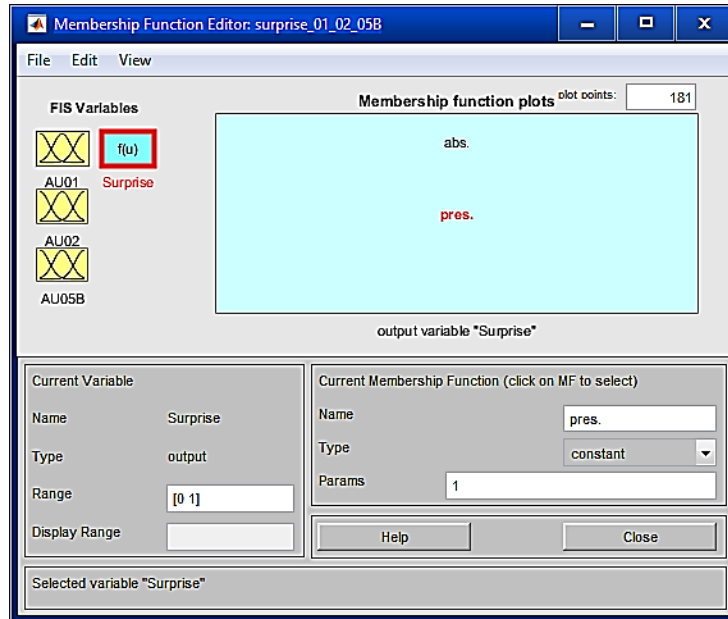 Membership Function Editor: surprise_01_02_05B
File Edit View
FIS Variables
Membership function plots plot points: 181
f(u)
AU01 Surprise
AU02
AU05B
abs.
pres.
output variable "Surprise"
Current Variable
Name Surprise
Type output
Range [0 1]
Display Range
Current Membership Function (click on MF to select)
Name pres.
Type constant
Params 1
Help Close
Selected variable "Surprise"